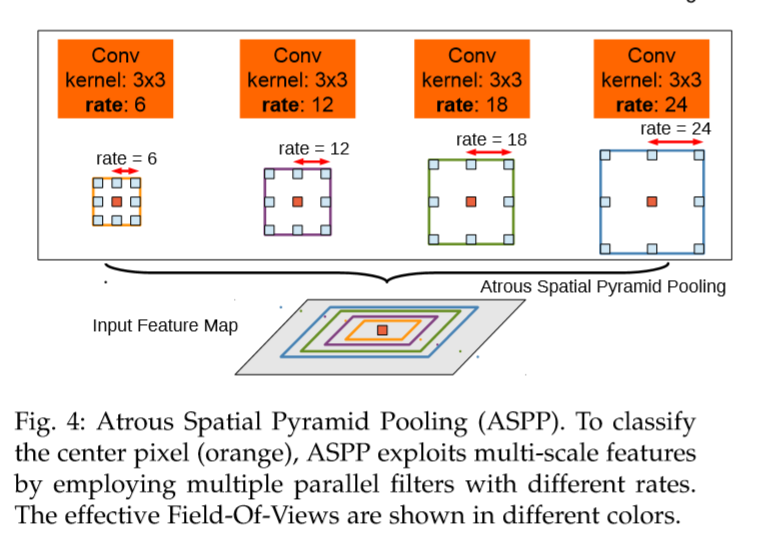 Conv
kernel: 3x3
rate: 6
Conv
kernel: 3x3
rate: 12
Conv
kernel: 3x3
rate: 18
Conv
kernel: 3x3
rate: 24
rate = 6
rate = 12
rate = 18
rate = 24
Atrous Spatial Pyramid Pooling
Input Feature Map
Fig. 4: Atrous Spatial Pyramid Pooling (ASPP). To classify
the center pixel (orange), ASPP exploits multi-scale features
by employing multiple parallel filters with different rates.
The effective Field-Of-Views are shown in different colors.